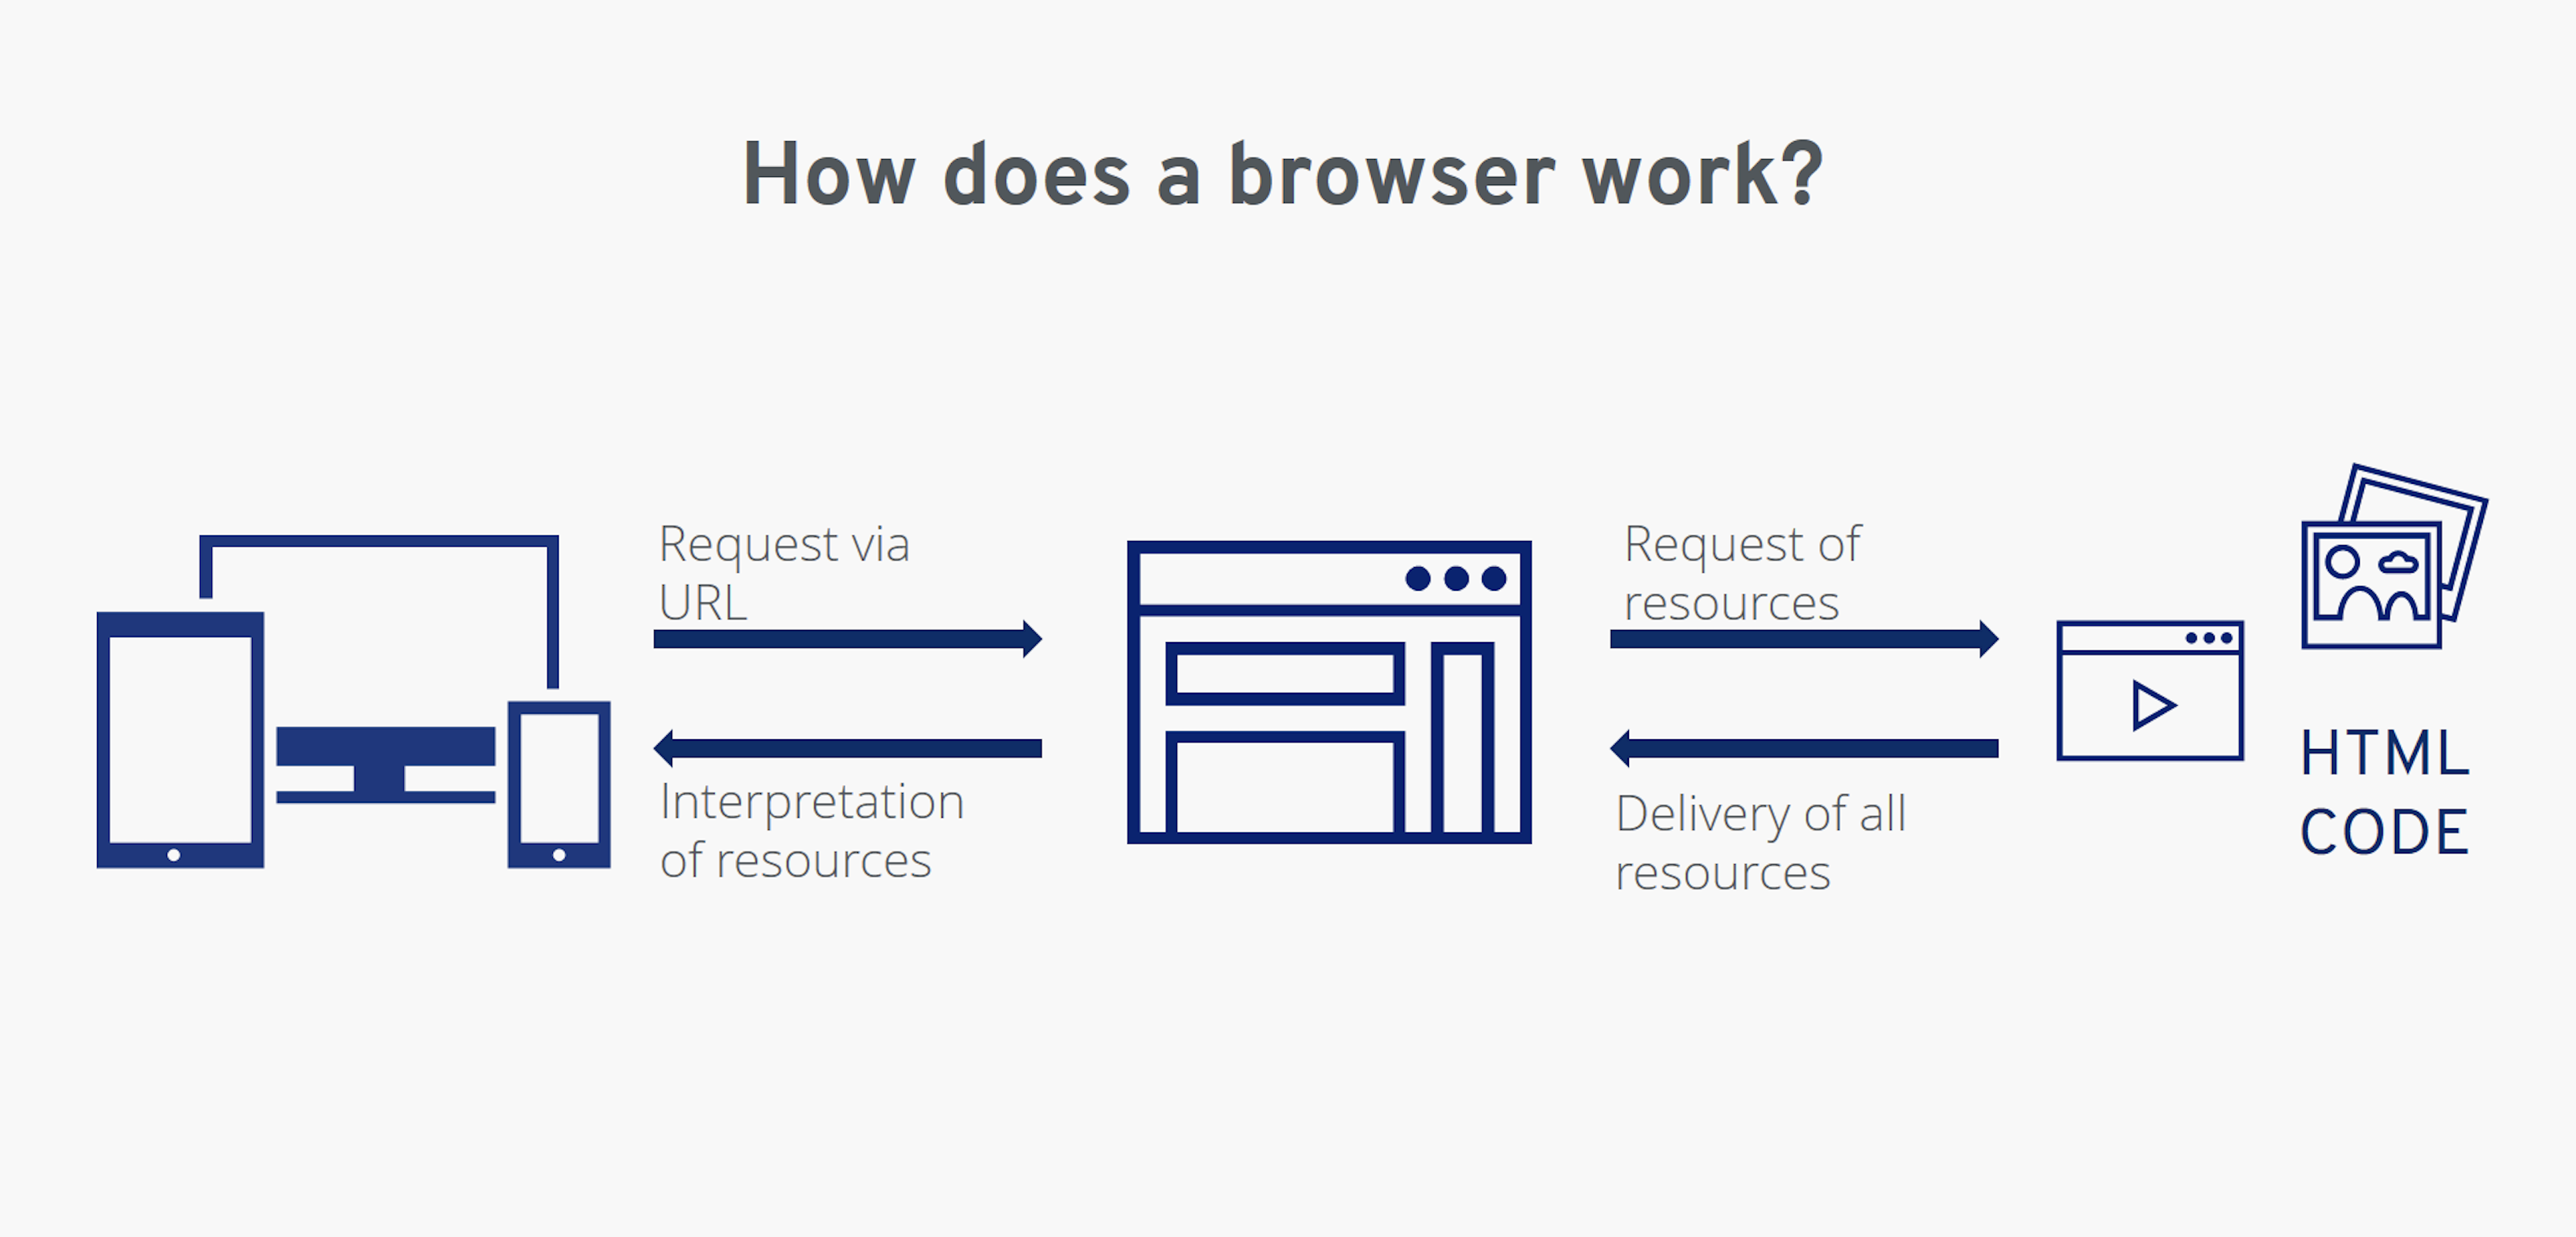 How does a browser work?
Request via
URL
Interpretation
of resources
Request of
resources
Delivery of all
resources
HTML
CODE